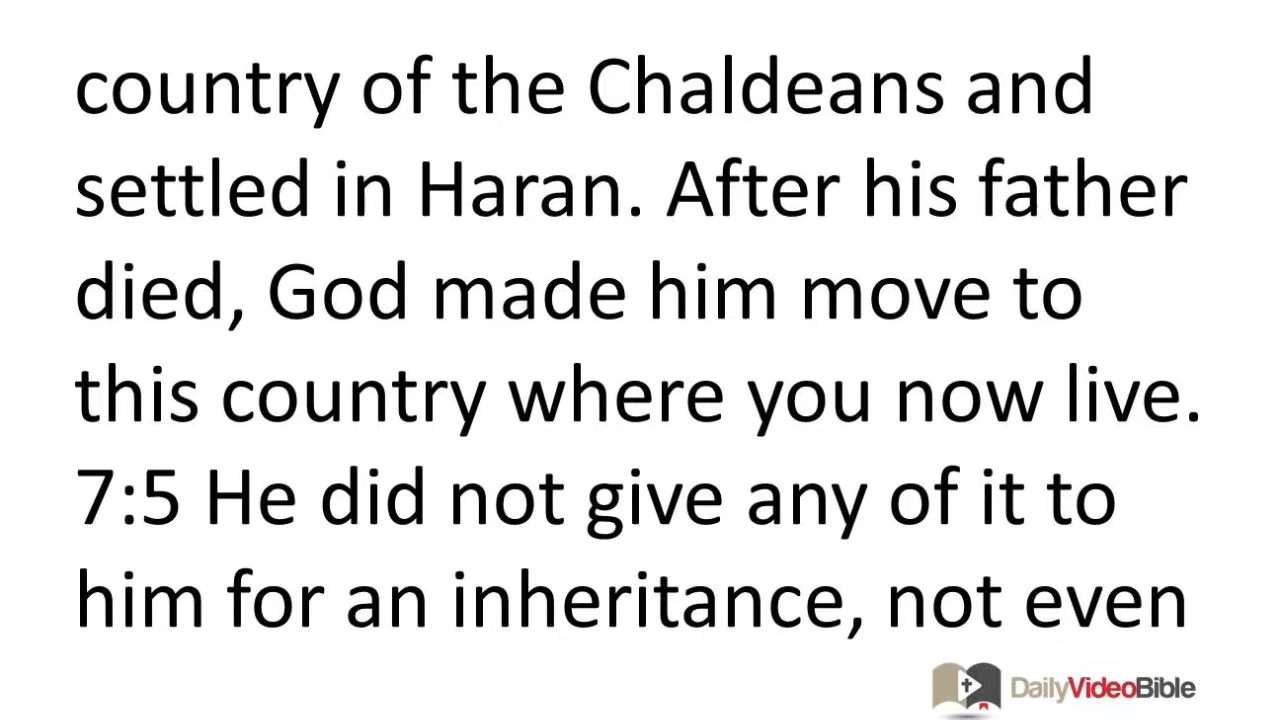 country of the Chaldeans and
settled in Haran. After his father
died, God made him move to
this country where you now live.
7:5 He did not give any of it to
him for an inheritance, not even
DailyVideoBible